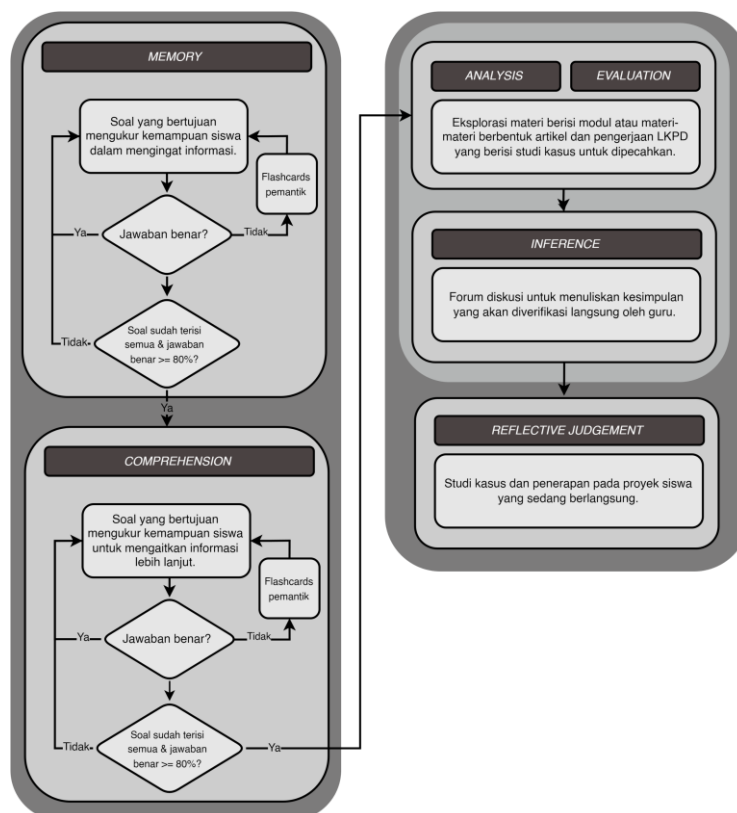 MEMORY
Soal yang bertujuan
mengukur kemampuan siswa
dalam mengingat informasi.
Flashcards
pemantik
Jawaban benar?
Ya
Tidak
Soal sudah terisi
semua & jawaban
benar >= 80%?
Tidak
Ya
COMPREHENSION
Soal yang bertujuan
mengukur kemampuan siswa
untuk mengaitkan informasi
lebih lanjut.
Flashcards
pemantik
Jawaban benar?
Ya
Tidak
Soal sudah terisi
semua & jawaban
benar >= 80%?
Tidak
Ya
ANALYSIS
EVALUATION
Eksplorasi materi berisi modul atau materi-
materi berbentuk artikel dan pengerjaan LKPD
yang berisi studi kasus untuk dipecahkan.
INFERENCE
Forum diskusi untuk menuliskan kesimpulan
yang akan diverifikasi langsung oleh guru.
REFLECTIVE JUDGEMENT
Studi kasus dan penerapan pada proyek siswa
yang sedang berlangsung.